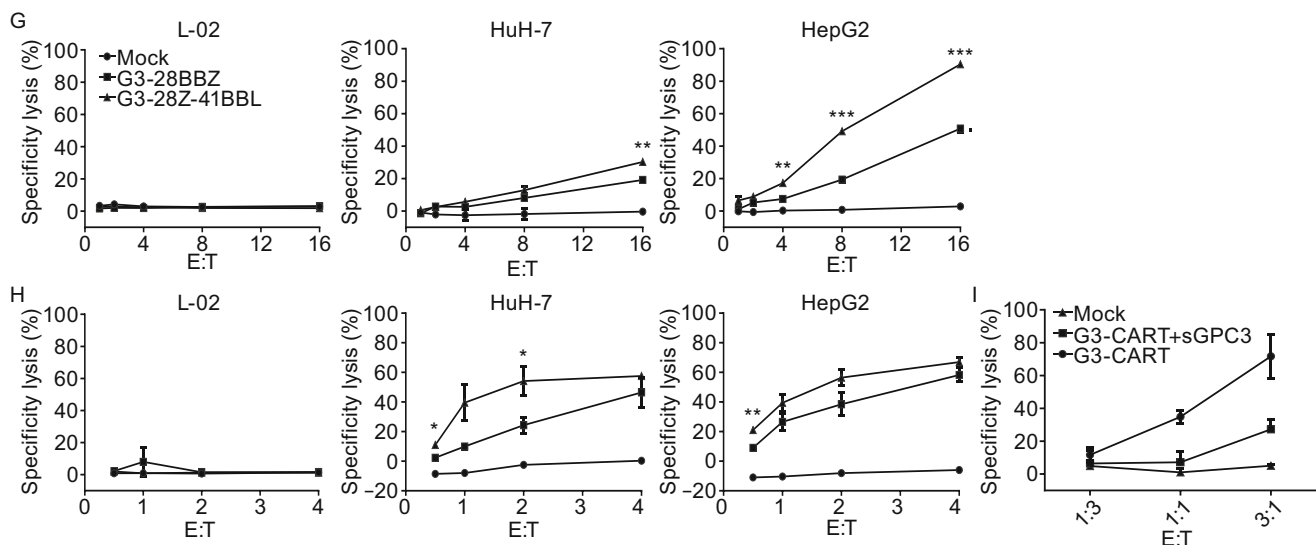 G
L-02
HuH-7
HepG2
Specificity lysis (%)
100
80
60
40
20
0
Mock
G3-28BBZ
G3-28Z-41BBL
0 4 8 12 16
E:T
Specificity lysis (%)
100
80
60
40
20
0
**
0 4 8 12 16
E:T
Specificity lysis (%)
100
80
60
40
20
0
**
***
***
0 4 8 12 16
E:T
H
L-02
HuH-7
HepG2
I
Specificity lysis (%)
100
80
60
40
20
0
0 1 2 3 4
E:T
Specificity lysis (%)
100
80
60
40
20
0
−20
*
*
0 1 2 3 4
E:T
Specificity lysis (%)
100
80
60
40
20
0
−20
**
0 1 2 3 4
E:T
Specificity lysis (%)
100
80
60
40
20
0
Mock
G3-CART+sGPC3
G3-CART
1:3 1:1 3:1
E:T